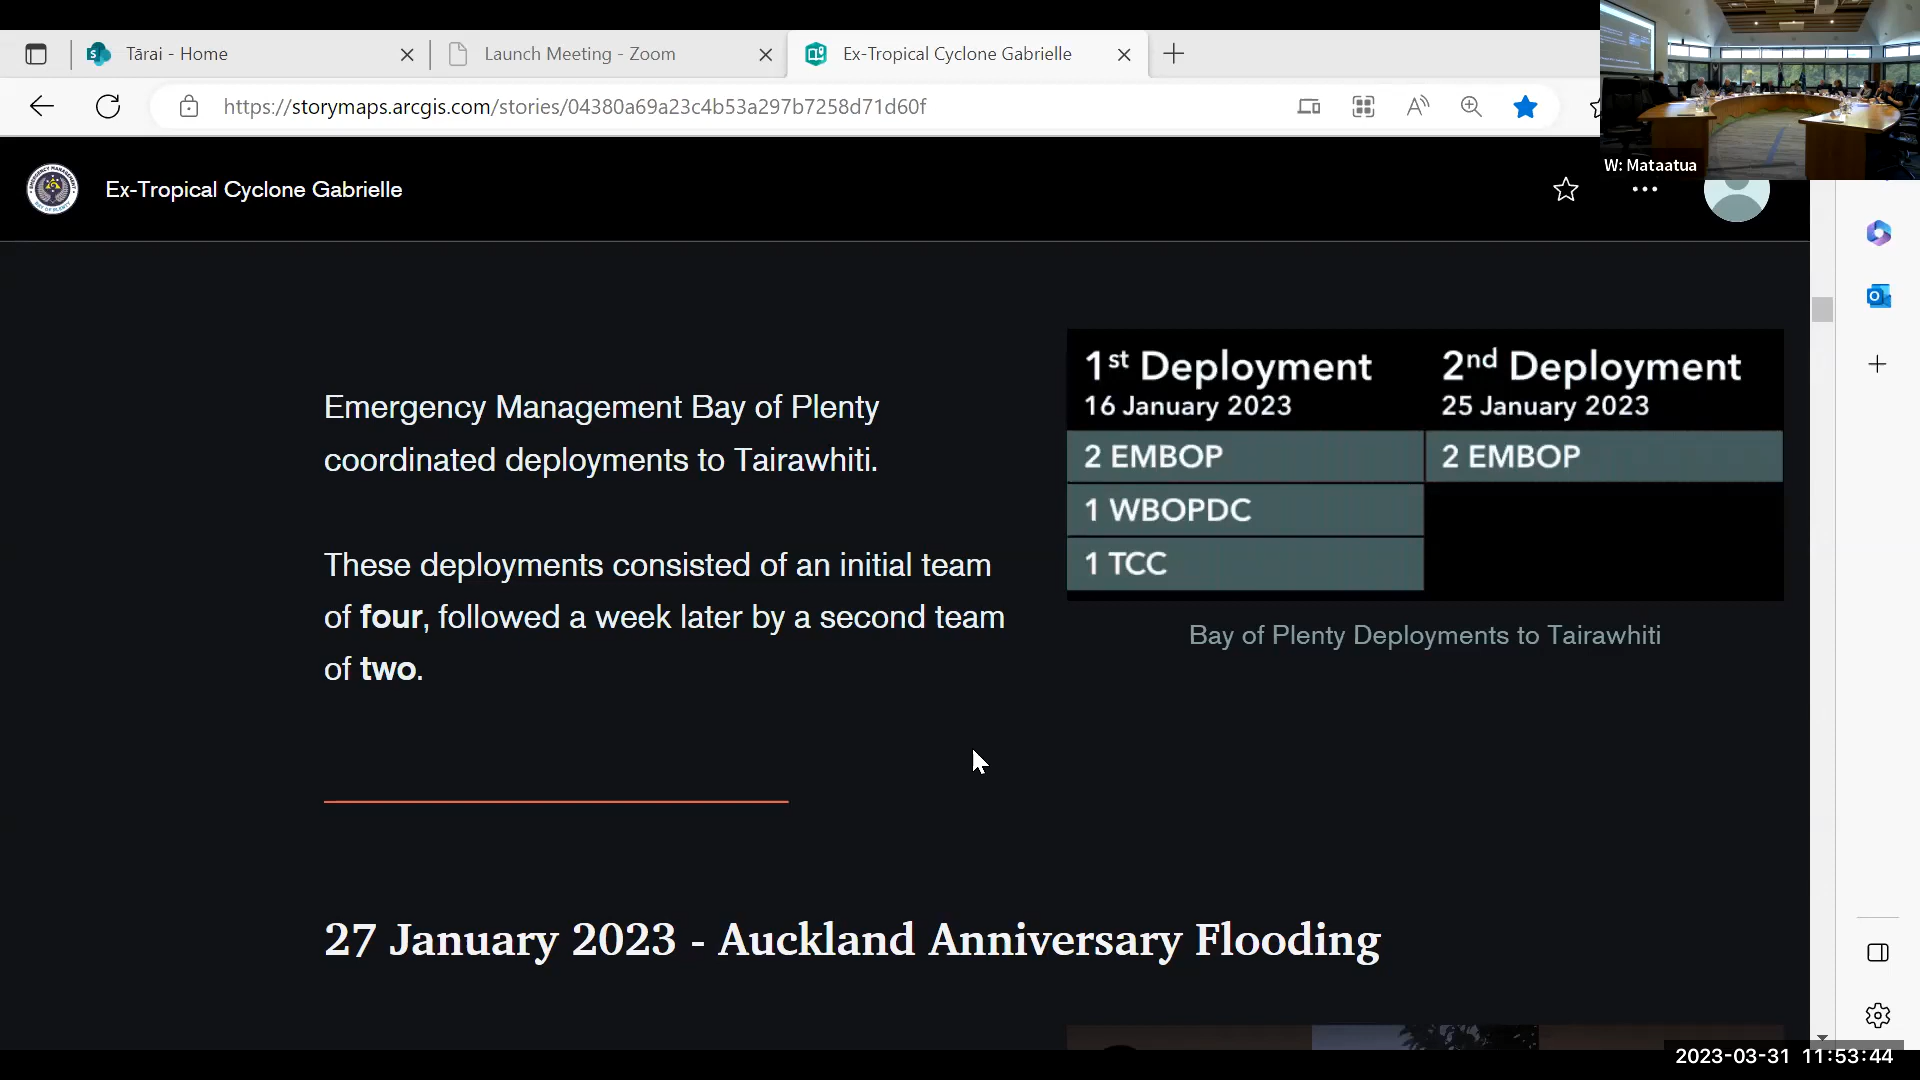 Tārai - Home
Launch Meeting - Zoom
Ex-Tropical Cyclone Gabrielle
https://storymaps.arcgis.com/stories/04380a69a23c4b53a297b7258d71d60f
W: Mataatua
Ex-Tropical Cyclone Gabrielle
Emergency Management Bay of Plenty
coordinated deployments to Tairawhiti.
These deployments consisted of an initial team
of four, followed a week later by a second team
of two.
1st Deployment
16 January 2023
2 EMBOP
1 WBOPDC
1 TCC
2nd Deployment
25 January 2023
2 EMBOP
Bay of Plenty Deployments to Tairawhiti
27 January 2023 - Auckland Anniversary Flooding
2023-03-31 11:53:44